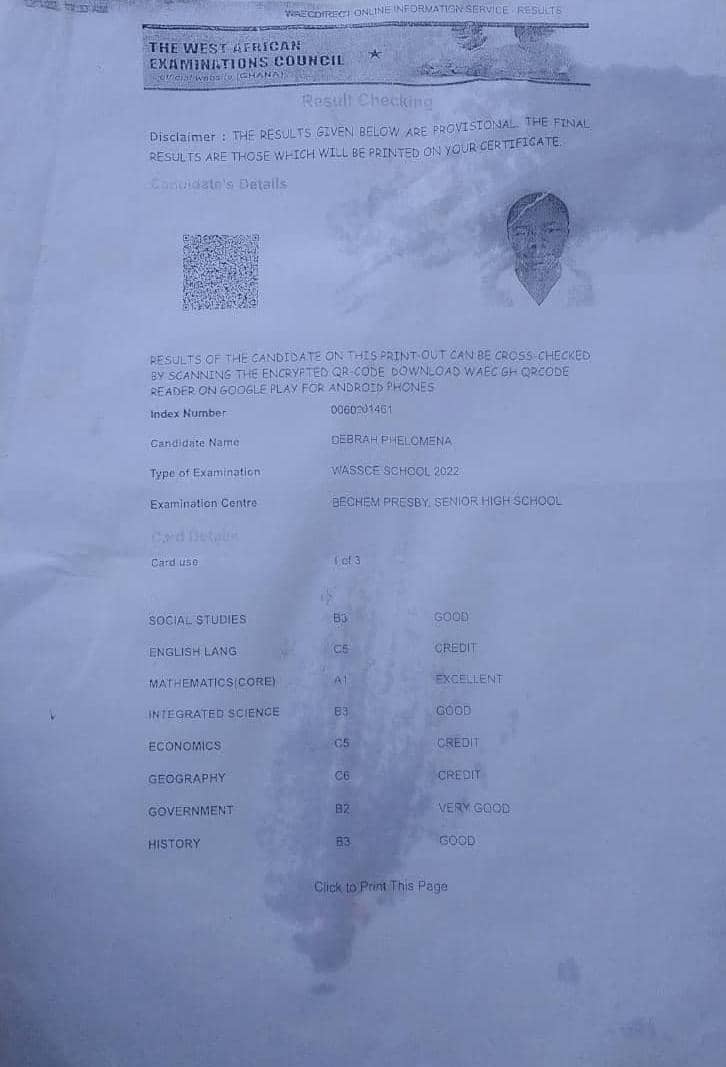 WAECDIRECT ONLINE INFORMATION SERVICE - RESULTS
THE WEST AFRICAN
EXAMINATIONS COUNCIL
official website (GHANA)
Result Checking
Disclaimer : THE RESULTS GIVEN BELOW ARE PROVISIONAL. THE FINAL
RESULTS ARE THOSE WHICH WILL BE PRINTED ON YOUR CERTIFICATE.
Candidate's Details
RESULTS OF THE CANDIDATE ON THIS PRINT-OUT CAN BE CROSS-CHECKED
BY SCANNING THE ENCRYPTED QR-CODE. DOWNLOAD WAEC GH QRCODE
READER ON GOOGLE PLAY FOR ANDROID PHONES
Index Number 0060201461
Candidate Name DEBRAH PHELOMENA
Type of Examination WASSCE SCHOOL 2022
Examination Centre BECHEM PRESBY. SENIOR HIGH SCHOOL
Card Details
Card use 1 of 3
SOCIAL STUDIES B3 GOOD
ENGLISH LANG C5 CREDIT
MATHEMATICS(CORE) A1 EXCELLENT
INTEGRATED SCIENCE B3 GOOD
ECONOMICS C5 CREDIT
GEOGRAPHY C6 CREDIT
GOVERNMENT B2 VERY GOOD
HISTORY B3 GOOD
Click to Print This Page